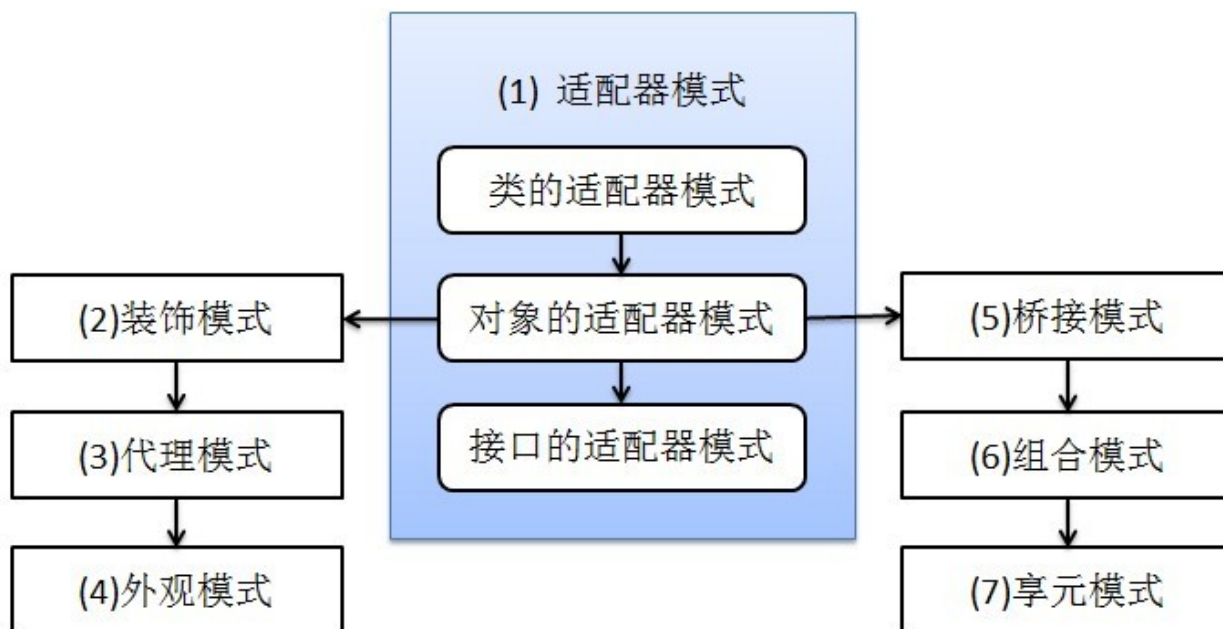 (1) 适配器模式
类的适配器模式
(2)装饰模式
对象的适配器模式
(5)桥接模式
(3)代理模式
接口的适配器模式
(6)组合模式
(4)外观模式
(7)享元模式